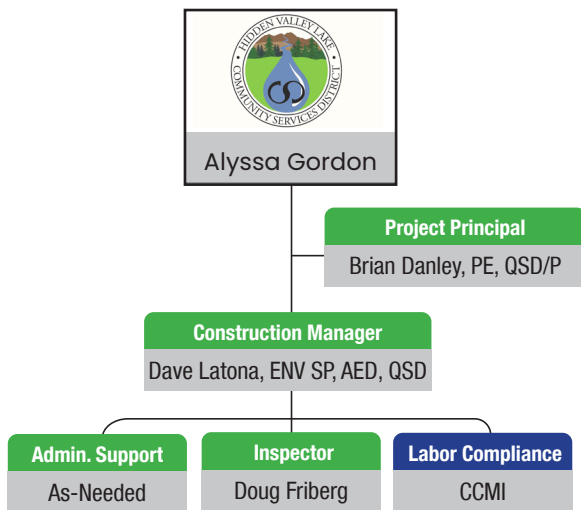 HIDDEN VALLEY LAKE
COMMUNITY SERVICES DISTRICT
Alyssa Gordon
Project Principal
Brian Danley, PE, QSD/P
Construction Manager
Dave Latona, ENV SP, AED, QSD
Admin. Support
As-Needed
Inspector
Doug Friberg
Labor Compliance
CCMI